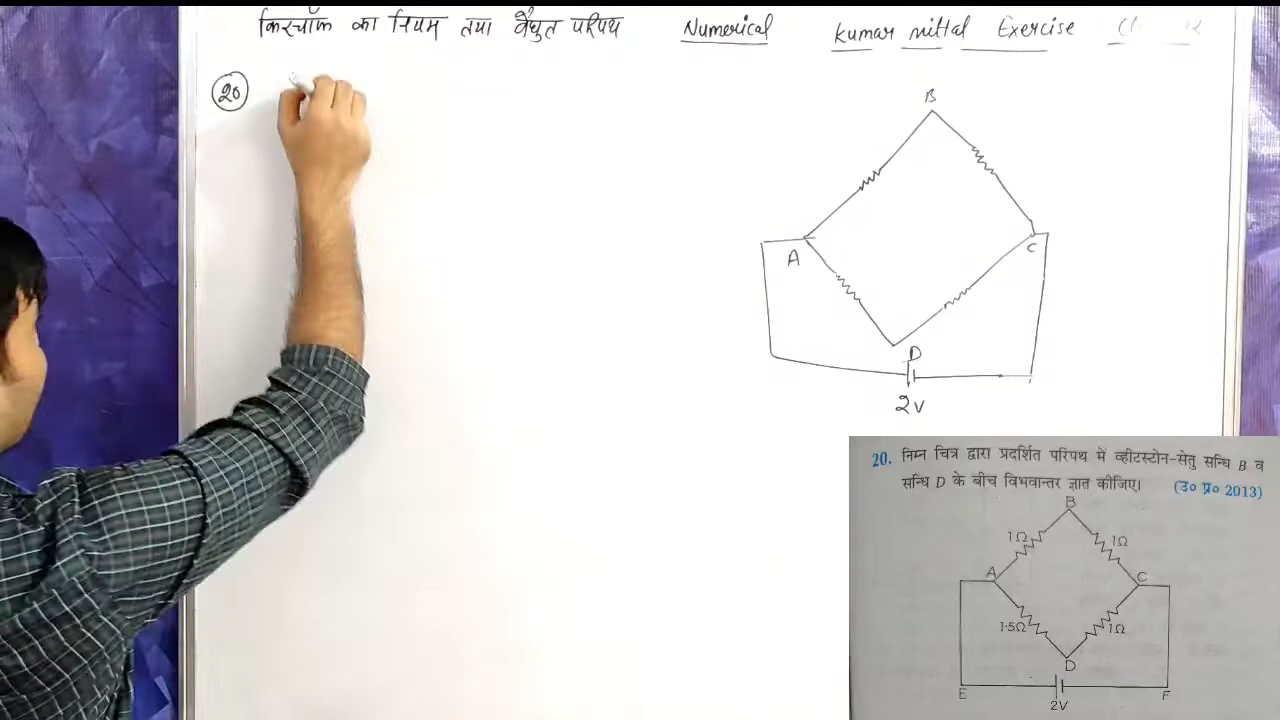 किरचॉफ का नियम तथा वैद्युत परिपथ Numerical kumar mittal Exercise
20
B
A
C
D
2V
20. निम्न चित्र द्वारा प्रदर्शित परिपथ में व्हीटस्टोन-सेतु सन्धि B व
सन्धि D के बीच विभवान्तर ज्ञात कीजिए। (उ० प्र० 2013)
B
1Ω 1Ω
A C
1·5Ω 1Ω
D
E F
2V